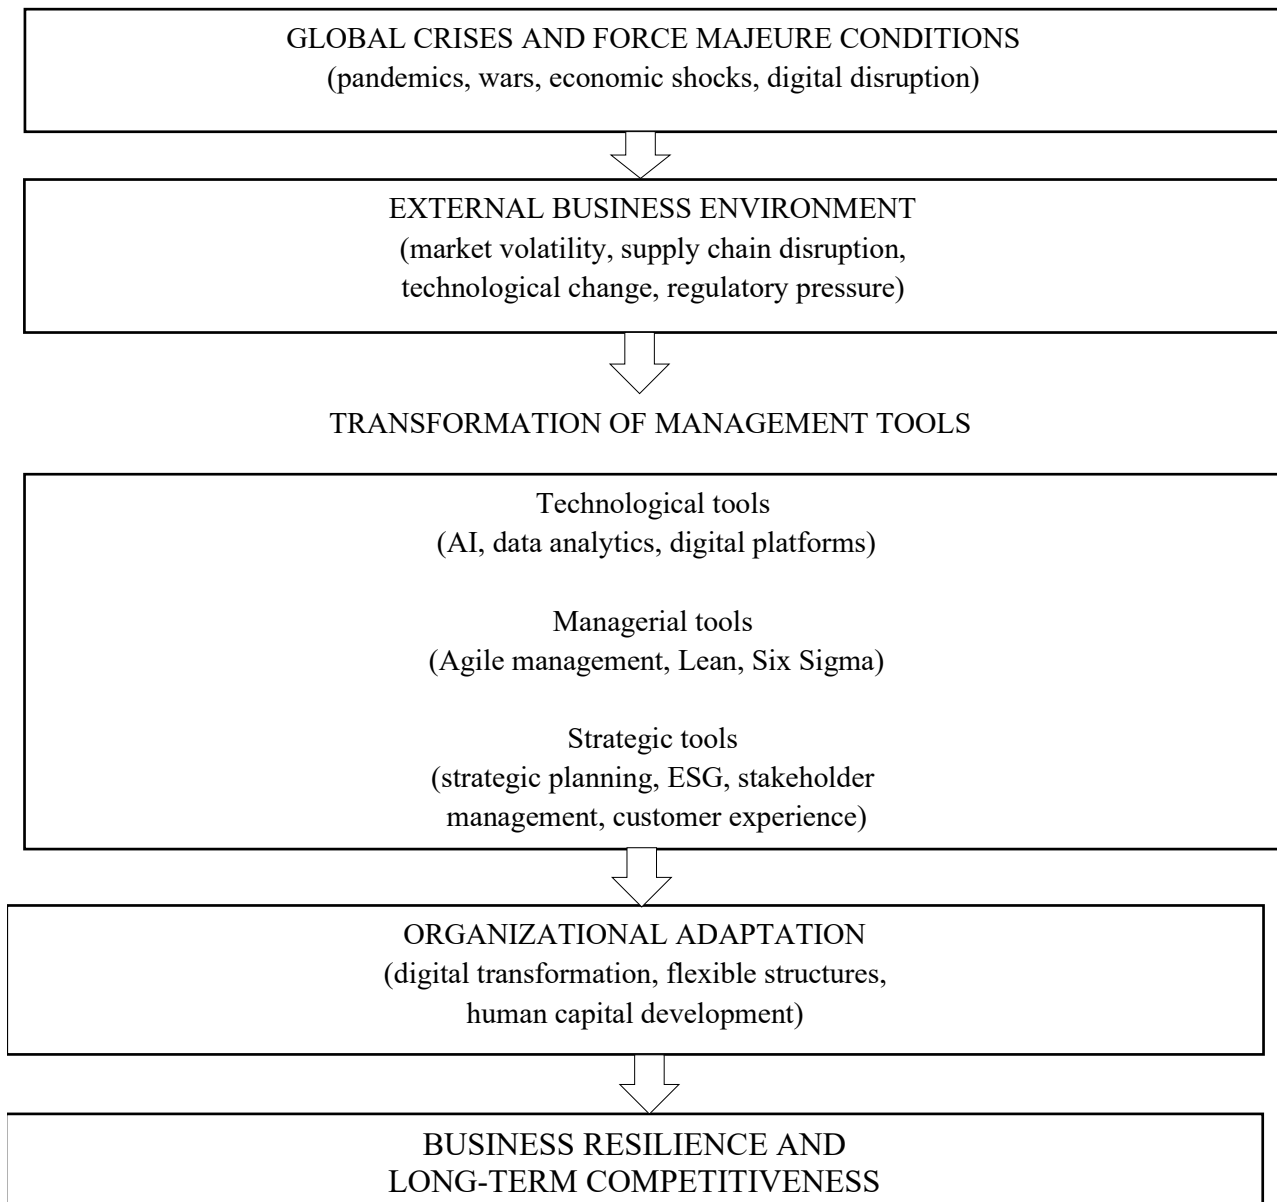 GLOBAL CRISES AND FORCE MAJEURE CONDITIONS
(pandemics, wars, economic shocks, digital disruption)
EXTERNAL BUSINESS ENVIRONMENT
(market volatility, supply chain disruption,
technological change, regulatory pressure)
TRANSFORMATION OF MANAGEMENT TOOLS
Technological tools
(AI, data analytics, digital platforms)
Managerial tools
(Agile management, Lean, Six Sigma)
Strategic tools
(strategic planning, ESG, stakeholder
management, customer experience)
ORGANIZATIONAL ADAPTATION
(digital transformation, flexible structures,
human capital development)
BUSINESS RESILIENCE AND
LONG-TERM COMPETITIVENESS